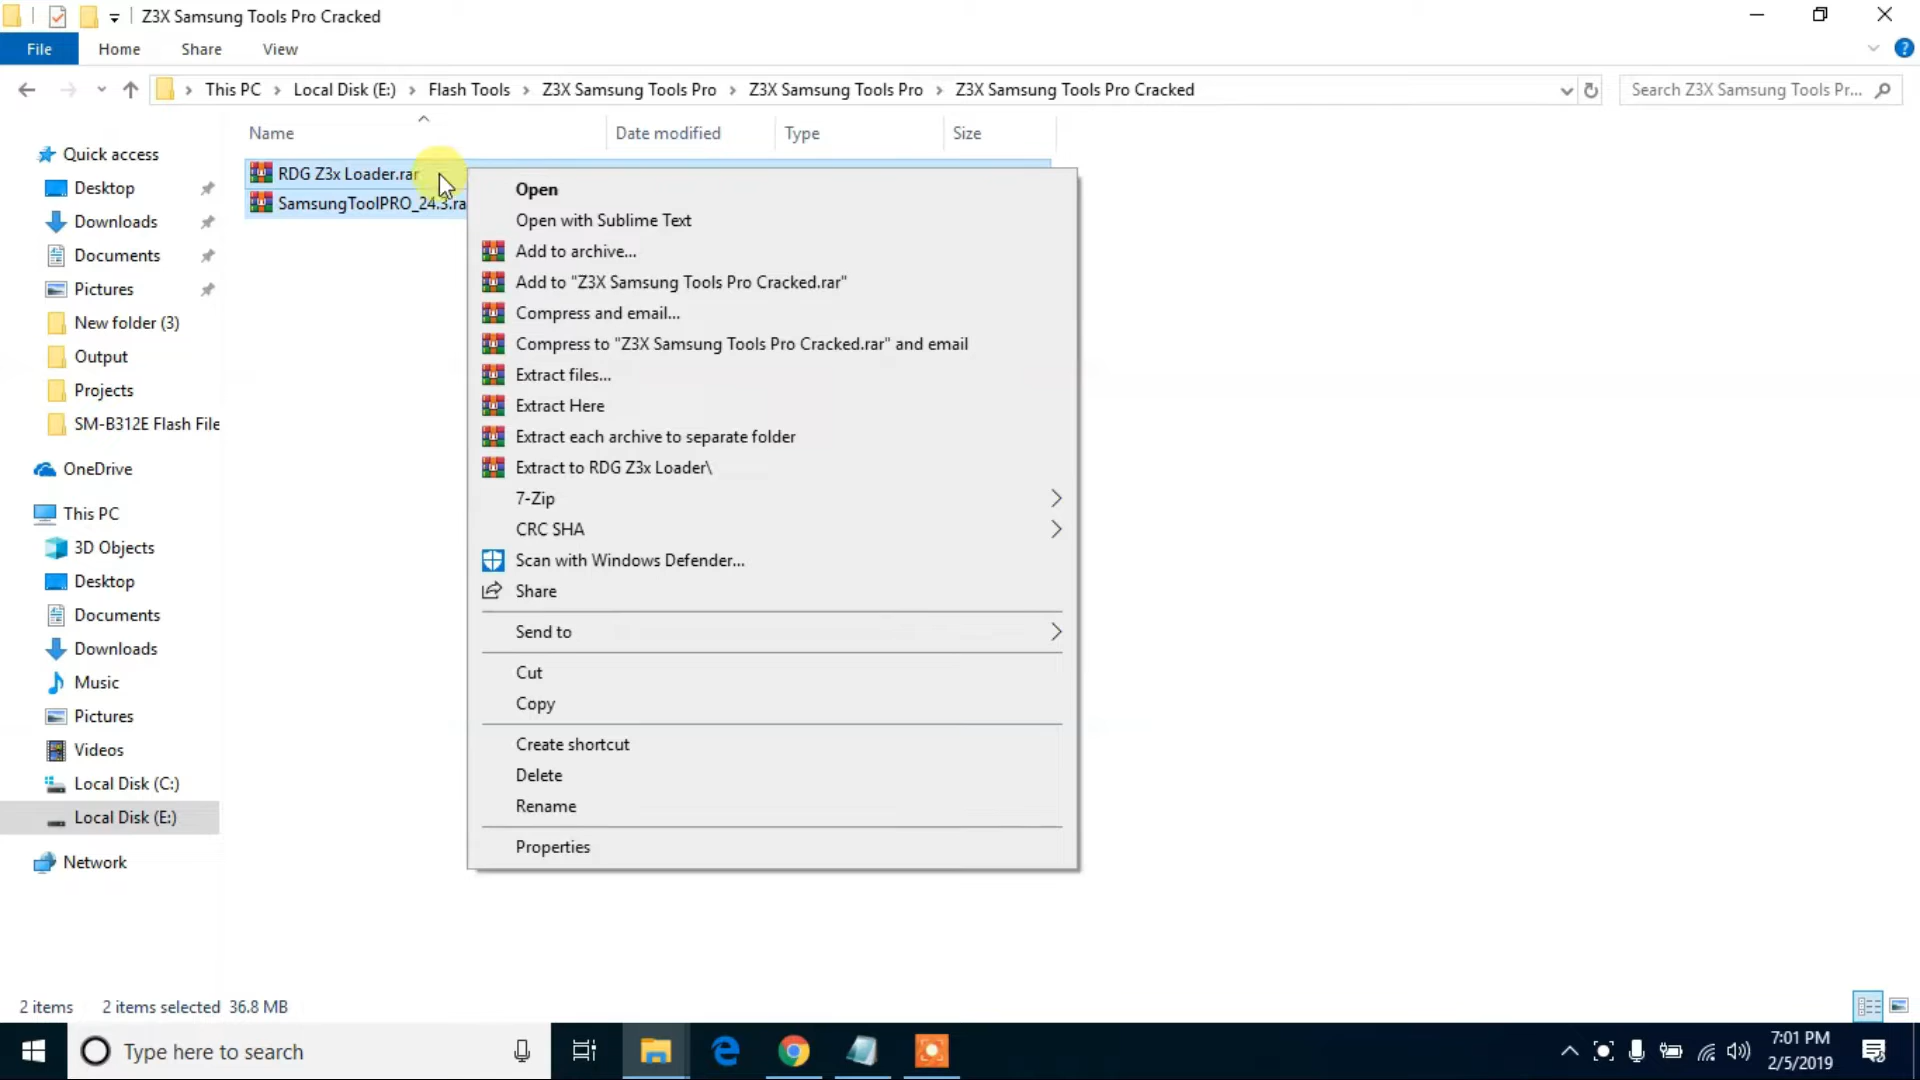 Z3X Samsung Tools Pro Cracked
File Home Share View
This PC Local Disk (E:) Flash Tools Z3X Samsung Tools Pro Z3X Samsung Tools Pro Z3X Samsung Tools Pro Cracked
Search Z3X Samsung Tools Pr...
Name Date modified Type Size
RDG Z3x Loader.rar
SamsungToolPRO_24.3.ra
Quick access
Desktop
Downloads
Documents
Pictures
New folder (3)
Output
Projects
SM-B312E Flash File
OneDrive
This PC
3D Objects
Desktop
Documents
Downloads
Music
Pictures
Videos
Local Disk (C:)
Local Disk (E:)
Network
Open
Open with Sublime Text
Add to archive...
Add to "Z3X Samsung Tools Pro Cracked.rar"
Compress and email...
Compress to "Z3X Samsung Tools Pro Cracked.rar" and email
Extract files...
Extract Here
Extract each archive to separate folder
Extract to RDG Z3x Loader\
7-Zip
CRC SHA
Scan with Windows Defender...
Share
Send to
Cut
Copy
Create shortcut
Delete
Rename
Properties
2 items 2 items selected 36.8 MB
Type here to search
7:01 PM
2/5/2019